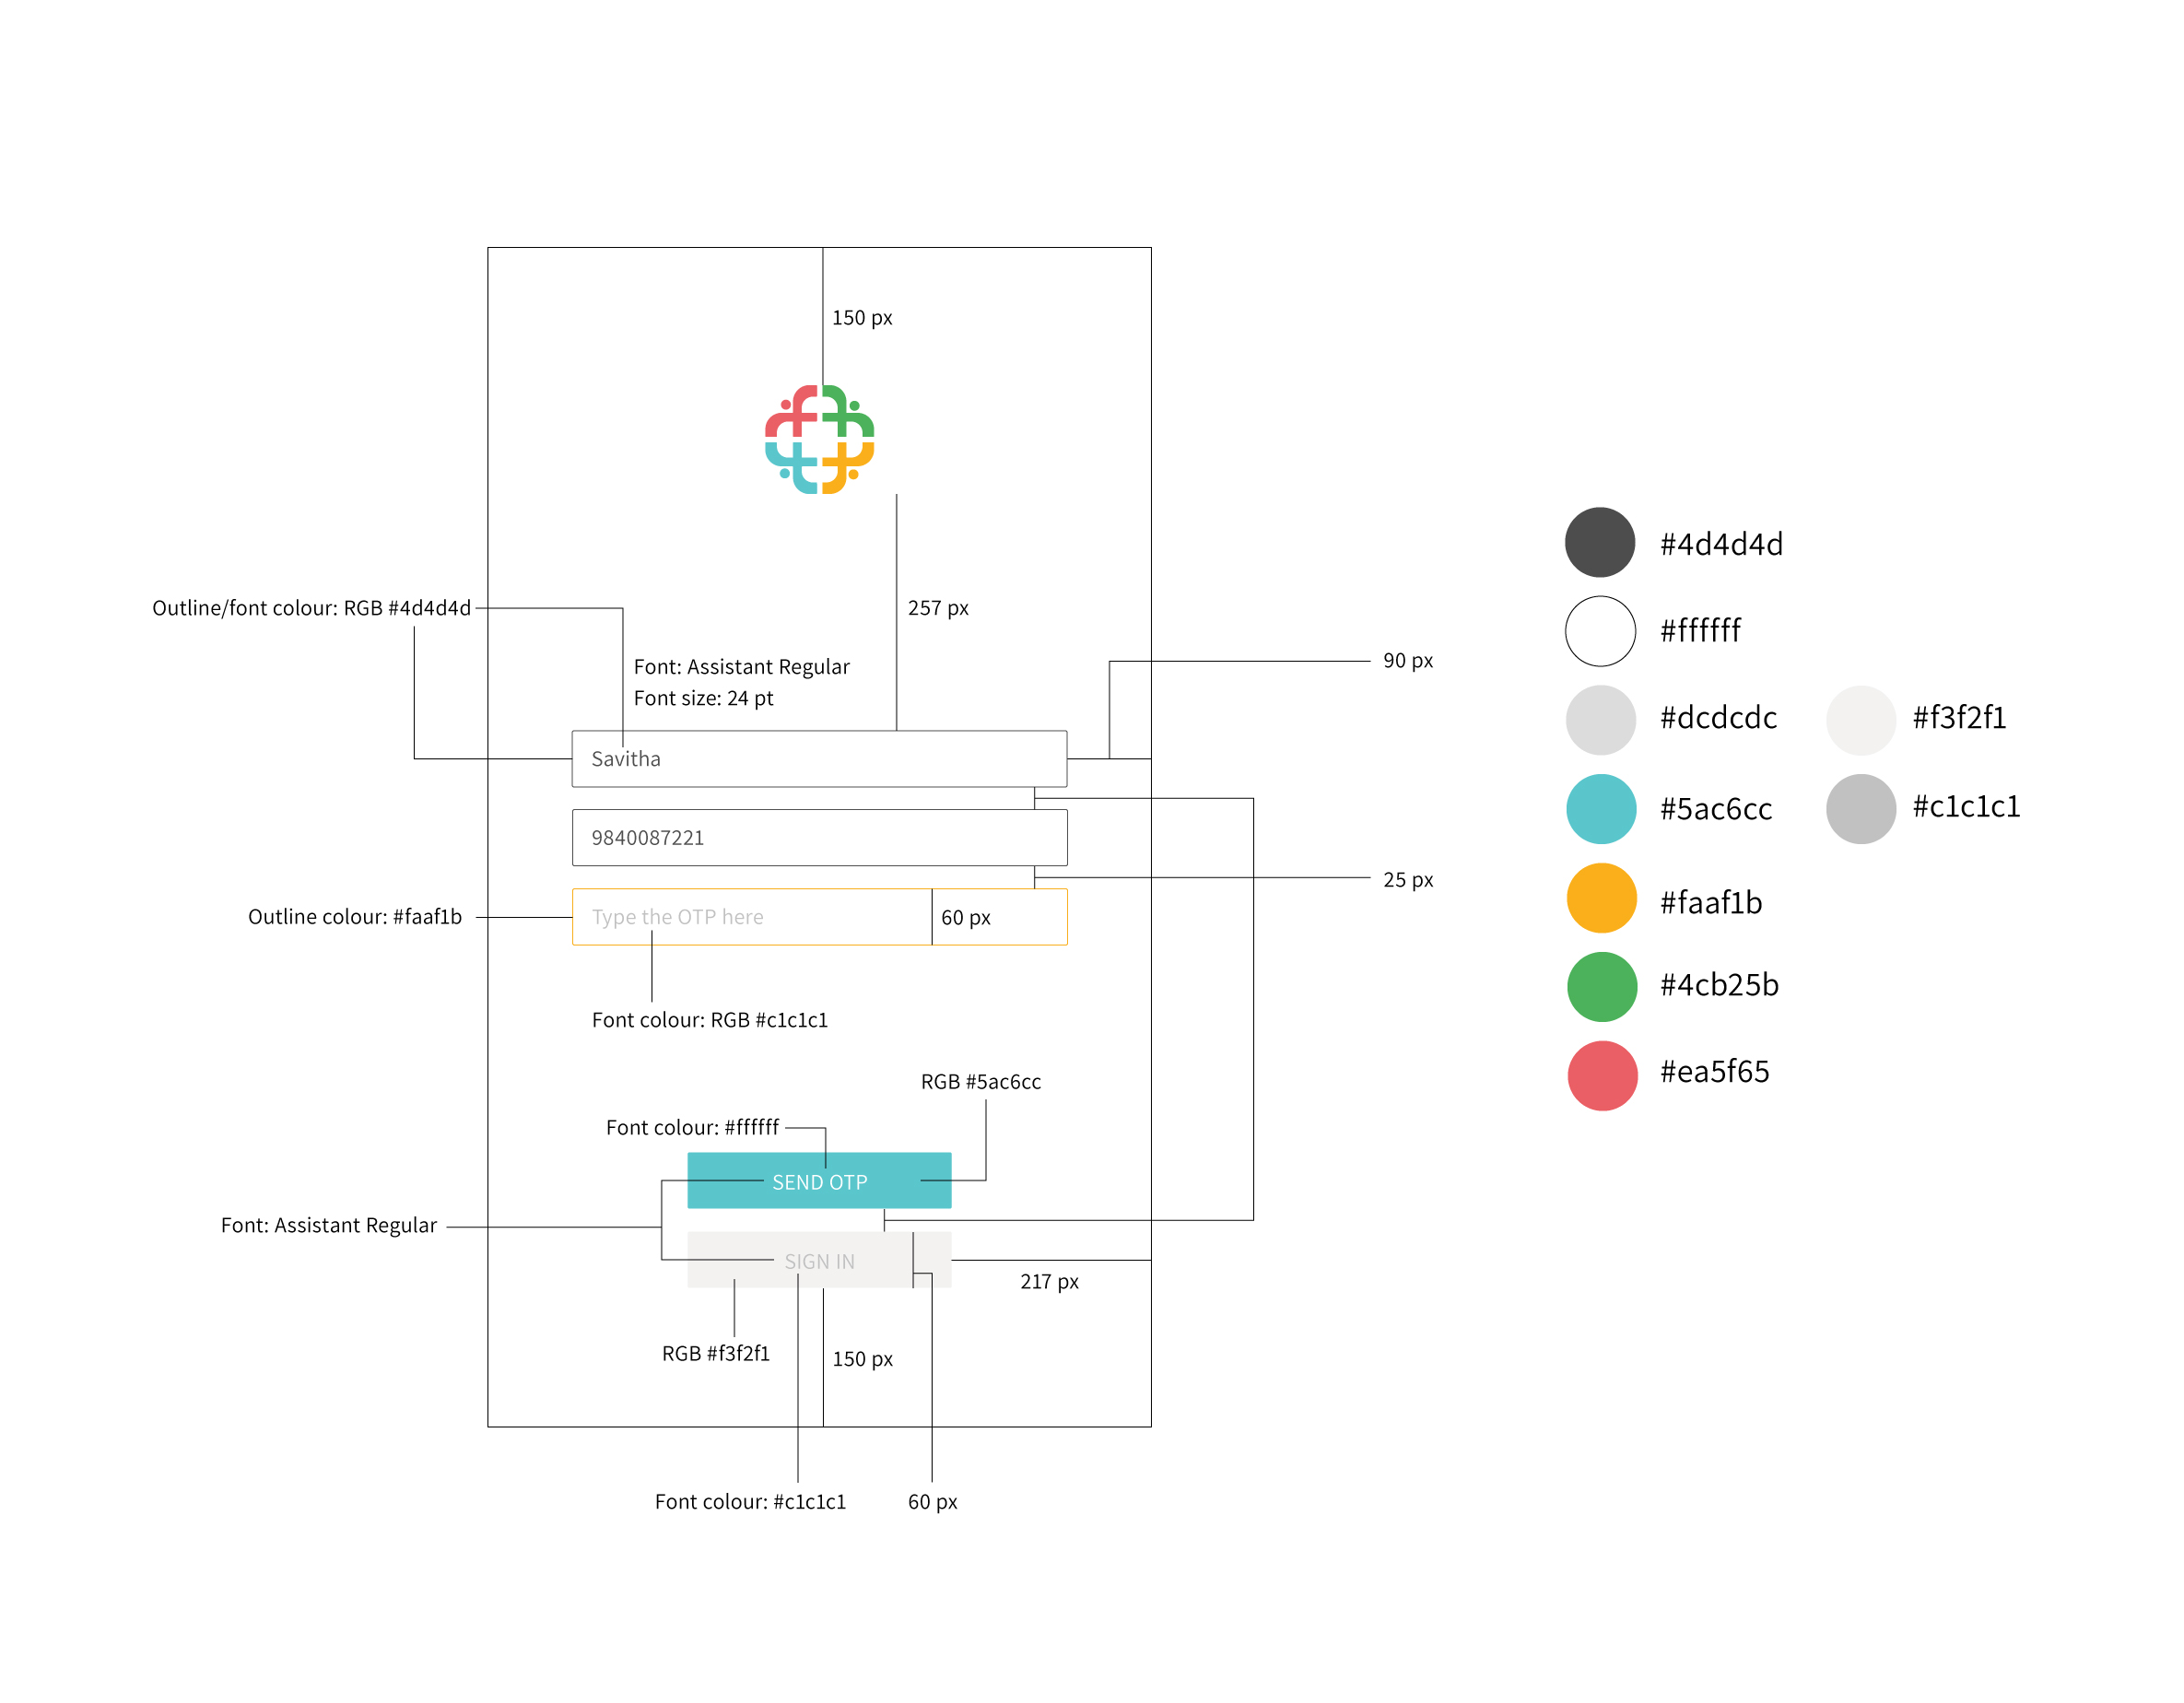 150 px
Outline/font colour: RGB #4d4d4d
257 px
Font: Assistant Regular
Font size: 24 pt
90 px
Savitha
9840087221
25 px
Outline colour: #faaf1b
Type the OTP here
60 px
Font colour: RGB #c1c1c1
RGB #5ac6cc
Font colour: #ffffff
SEND OTP
Font: Assistant Regular
SIGN IN
217 px
RGB #f3f2f1
150 px
Font colour: #c1c1c1
60 px
#4d4d4d
#ffffff
#dcdcdc
#f3f2f1
#5ac6cc
#c1c1c1
#faaf1b
#4cb25b
#ea5f65